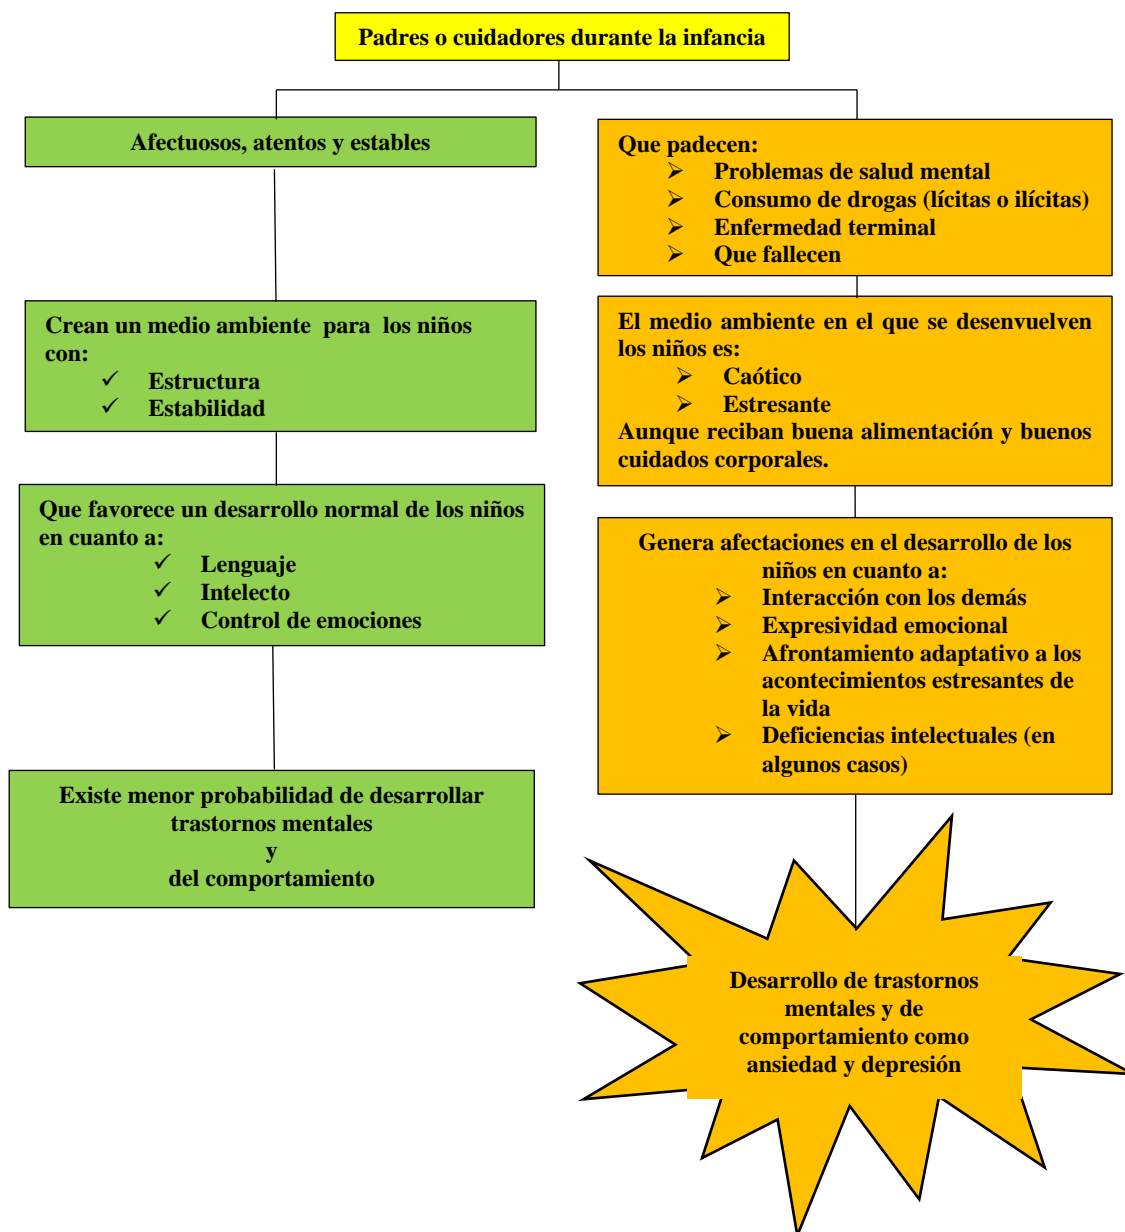 Padres o cuidadores durante la infancia
Afectuosos, atentos y estables
Crean un medio ambiente para los niños
con:
✓ Estructura
✓ Estabilidad
Que favorece un desarrollo normal de los niños
en cuanto a:
✓ Lenguaje
✓ Intelecto
✓ Control de emociones
Existe menor probabilidad de desarrollar
trastornos mentales
y
del comportamiento
Que padecen:
➢ Problemas de salud mental
➢ Consumo de drogas (lícitas o ilícitas)
➢ Enfermedad terminal
➢ Que fallecen
El medio ambiente en el que se desenvuelven
los niños es:
➢ Caótico
➢ Estresante
Aunque reciban buena alimentación y buenos
cuidados corporales.
Genera afectaciones en el desarrollo de los
niños en cuanto a:
➢ Interacción con los demás
➢ Expresividad emocional
➢ Afrontamiento adaptativo a los
acontecimientos estresantes de
la vida
➢ Deficiencias intelectuales (en
algunos casos)
Desarrollo de trastornos
mentales y de
comportamiento como
ansiedad y depresión